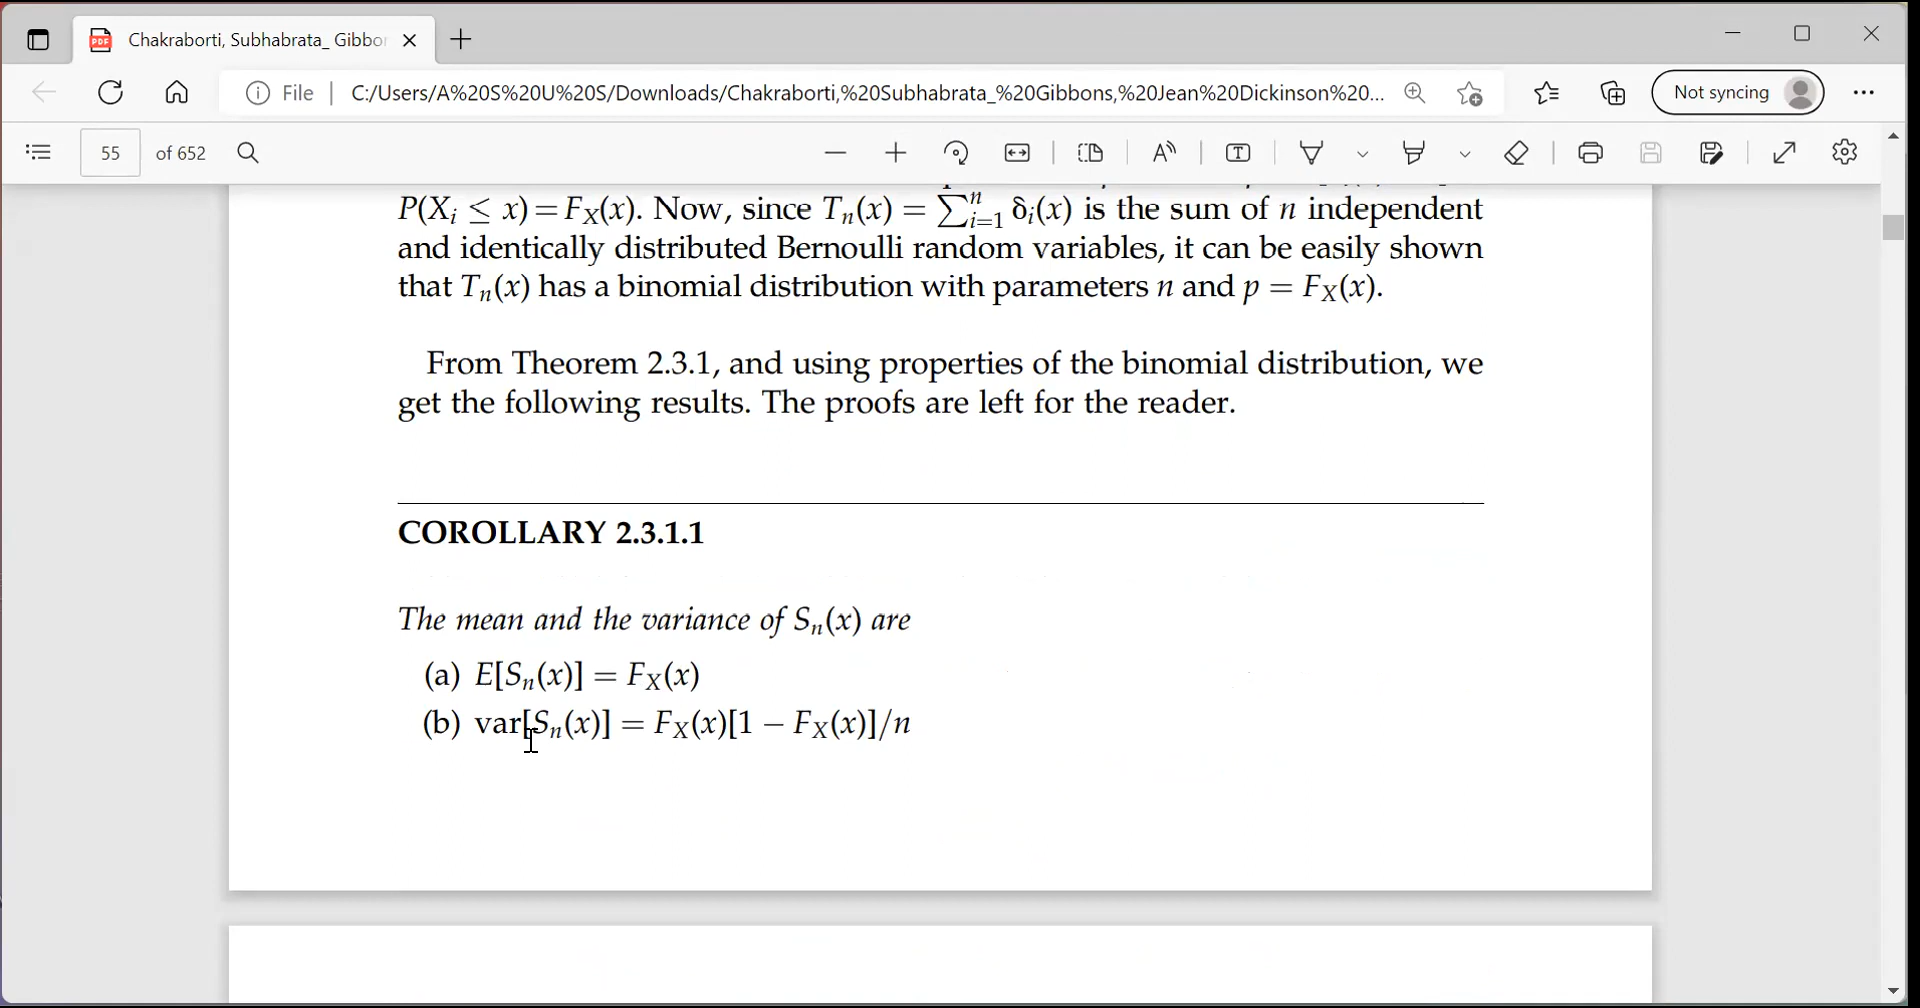 Chakraborti, Subhabrata_ Gibbor
File
C:/Users/A%20S%20U%20S/Downloads/Chakraborti,%20Subhabrata_%20Gibbons,%20Jean%20Dickinson%20...
Not syncing
55 of 652
P(Xᵢ ≤ x) = F_X(x). Now, since Tₙ(x) = ∑ⁿᵢ₌₁ δᵢ(x) is the sum of n independent
and identically distributed Bernoulli random variables, it can be easily shown
that Tₙ(x) has a binomial distribution with parameters n and p = F_X(x).
From Theorem 2.3.1, and using properties of the binomial distribution, we
get the following results. The proofs are left for the reader.
COROLLARY 2.3.1.1
The mean and the variance of Sₙ(x) are
(a) E[Sₙ(x)] = F_X(x)
(b) var[Sₙ(x)] = F_X(x)[1 − F_X(x)]/n